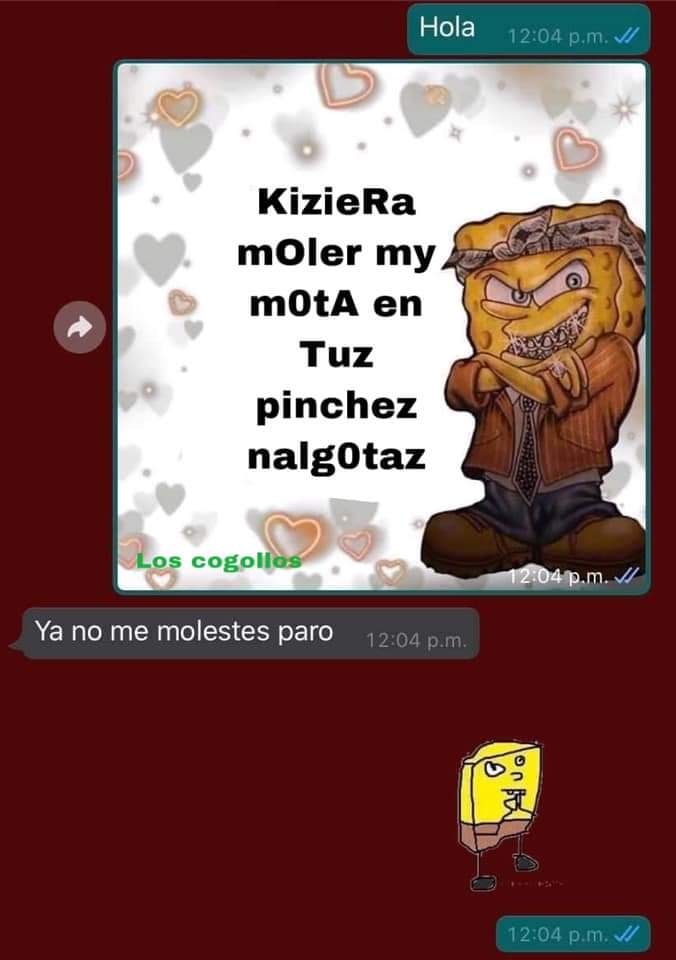 Hola
12:04 p.m.
KizieRa
mOler my
m0tA en
Tuz
pinchez
nalg0taz
Los cogollos
12:04 p.m.
Ya no me molestes paro
12:04 p.m.
12:04 p.m.